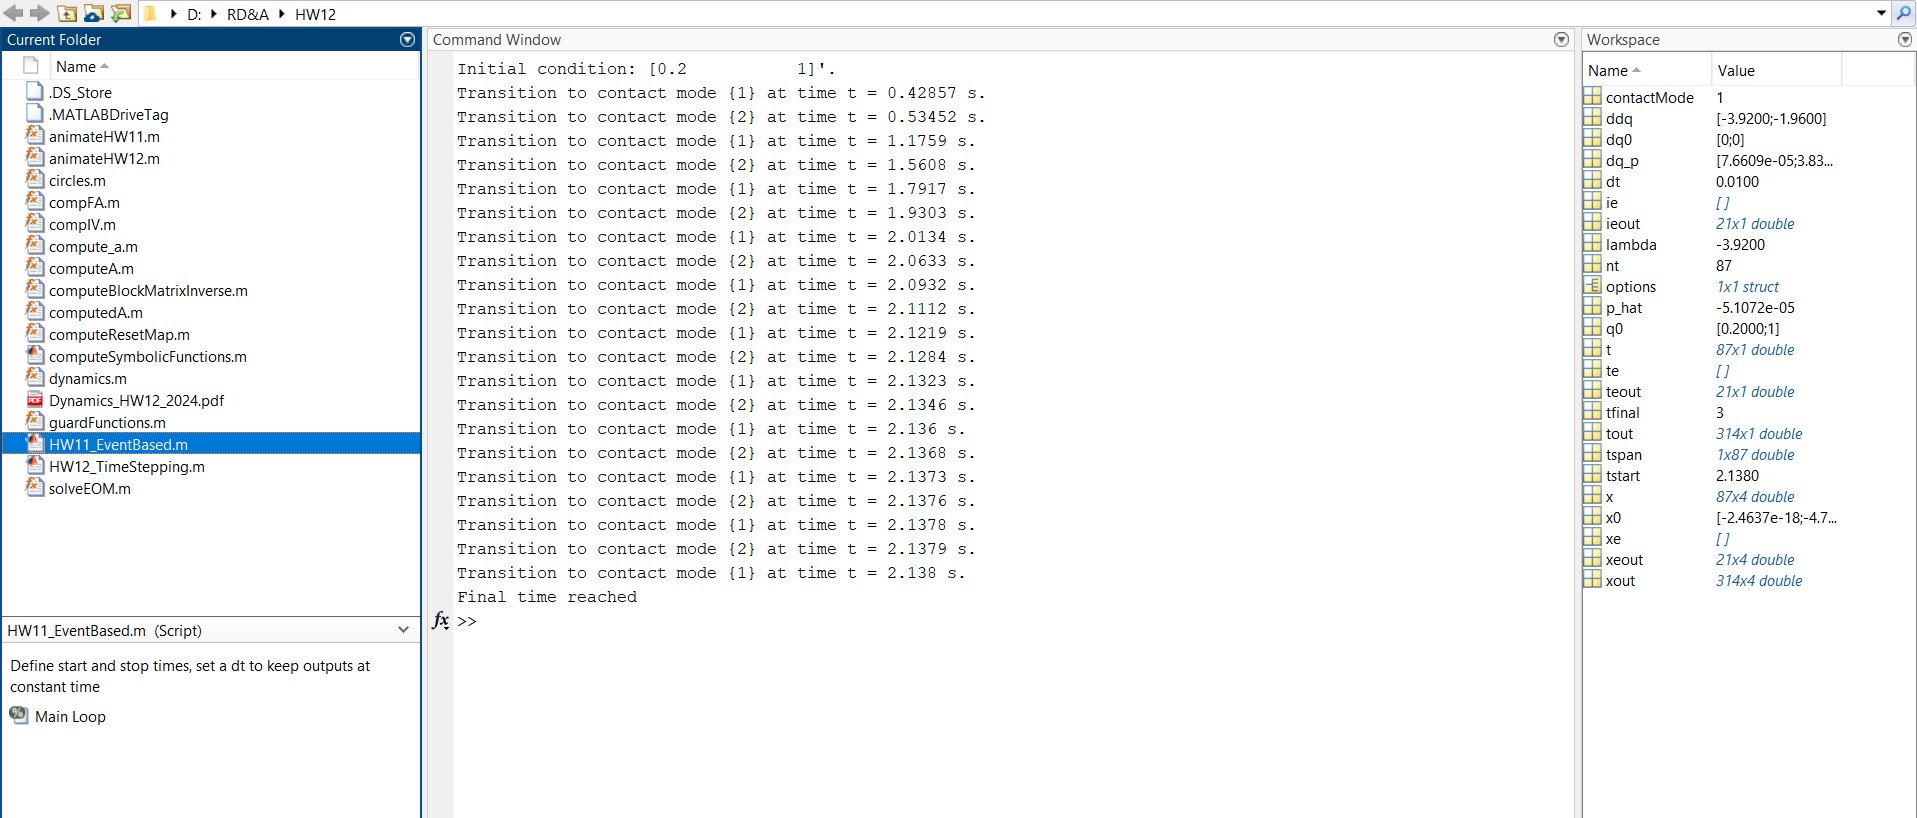 D: ▸ RD&A ▸ HW12
Current Folder
Name
.DS_Store
.MATLABDriveTag
animateHW11.m
animateHW12.m
circles.m
compFA.m
compIV.m
compute_a.m
computeA.m
computeBlockMatrixInverse.m
computedA.m
computeResetMap.m
computeSymbolicFunctions.m
dynamics.m
Dynamics_HW12_2024.pdf
guardFunctions.m
HW11_EventBased.m
HW12_TimeStepping.m
solveEOM.m
HW11_EventBased.m (Script)
Define start and stop times, set a dt to keep outputs at
constant time
Main Loop
Command Window
Initial condition: [0.2           1]'.
Transition to contact mode {1} at time t = 0.42857 s.
Transition to contact mode {2} at time t = 0.53452 s.
Transition to contact mode {1} at time t = 1.1759 s.
Transition to contact mode {2} at time t = 1.5608 s.
Transition to contact mode {1} at time t = 1.7917 s.
Transition to contact mode {2} at time t = 1.9303 s.
Transition to contact mode {1} at time t = 2.0134 s.
Transition to contact mode {2} at time t = 2.0633 s.
Transition to contact mode {1} at time t = 2.0932 s.
Transition to contact mode {2} at time t = 2.1112 s.
Transition to contact mode {1} at time t = 2.1219 s.
Transition to contact mode {2} at time t = 2.1284 s.
Transition to contact mode {1} at time t = 2.1323 s.
Transition to contact mode {2} at time t = 2.1346 s.
Transition to contact mode {1} at time t = 2.136 s.
Transition to contact mode {2} at time t = 2.1368 s.
Transition to contact mode {1} at time t = 2.1373 s.
Transition to contact mode {2} at time t = 2.1376 s.
Transition to contact mode {1} at time t = 2.1378 s.
Transition to contact mode {2} at time t = 2.1379 s.
Transition to contact mode {1} at time t = 2.138 s.
Final time reached
fx >>
Workspace
Name Value
contactMode 1
ddq [-3.9200;-1.9600]
dq0 [0;0]
dq_p [7.6609e-05;3.83...
dt 0.0100
ie []
ieout 21x1 double
lambda -3.9200
nt 87
options 1x1 struct
p_hat -5.1072e-05
q0 [0.2000;1]
t 87x1 double
te []
teout 21x1 double
tfinal 3
tout 314x1 double
tspan 1x87 double
tstart 2.1380
x 87x4 double
x0 [-2.4637e-18;-4.7...
xe []
xeout 21x4 double
xout 314x4 double